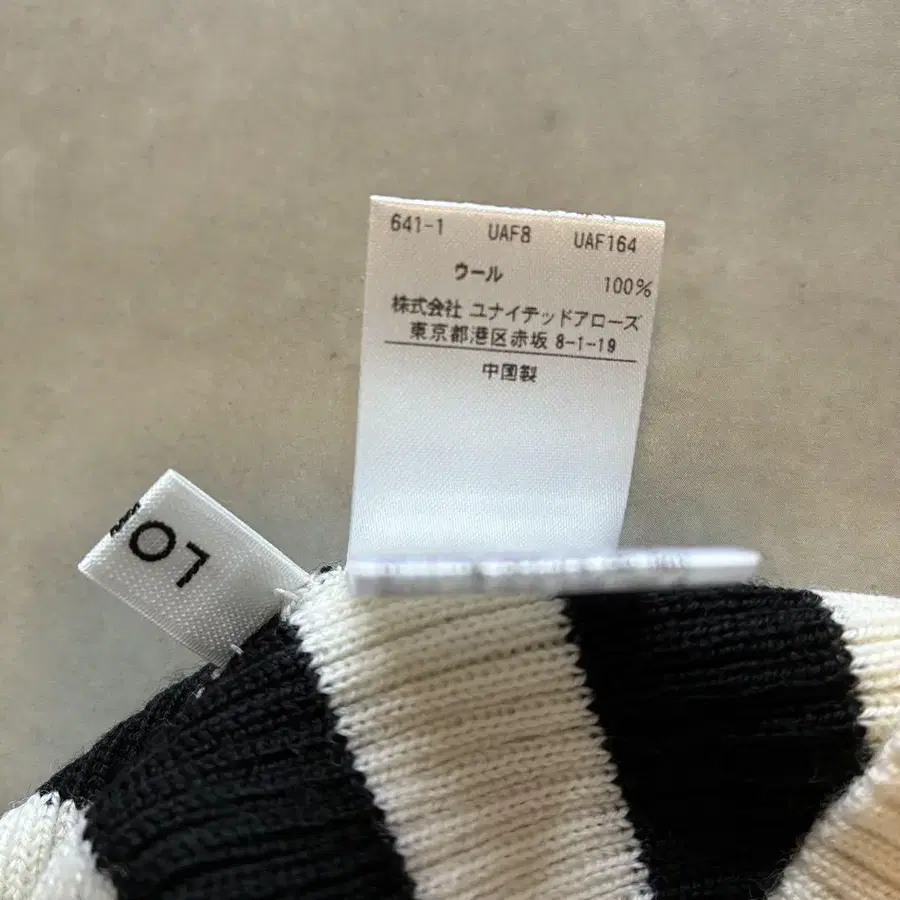 641-1 UAF8 UAF164
ウール 100%
株式会社 ユナイテッドアローズ
東京都港区赤坂 8-1-19
中国製
07